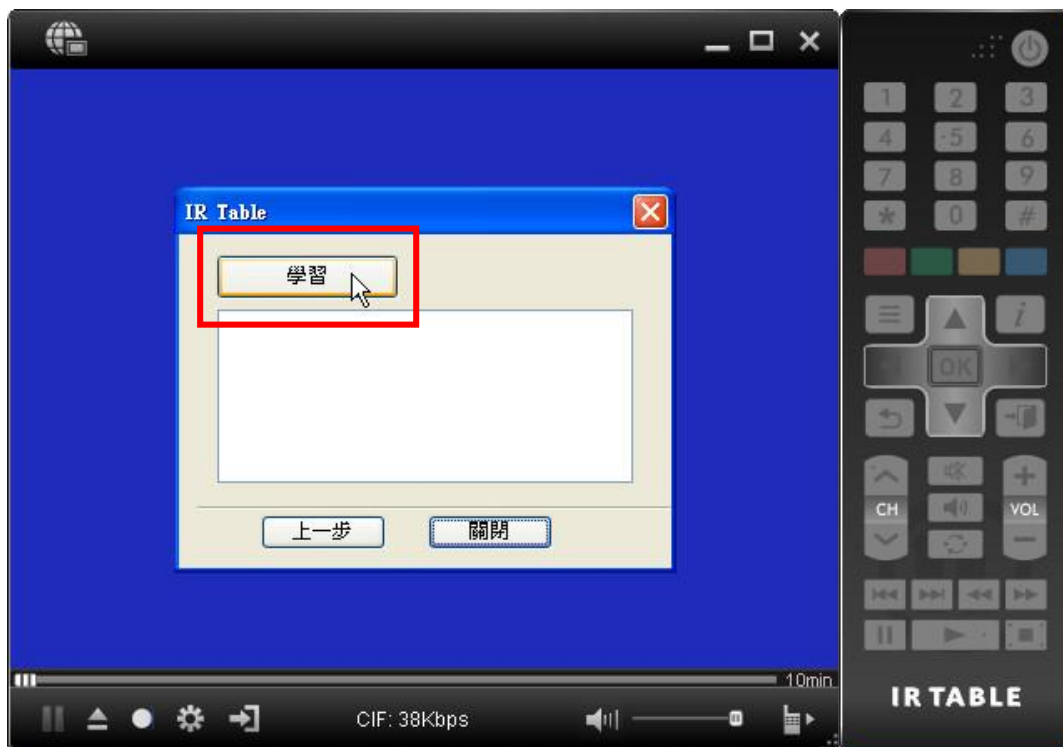 IR Table
學習
上一步
關閉
10min
CIF: 38Kbps
1 2 3
4 5 6
7 8 9
* 0 #
i
OK
CH
VOL
IR TABLE